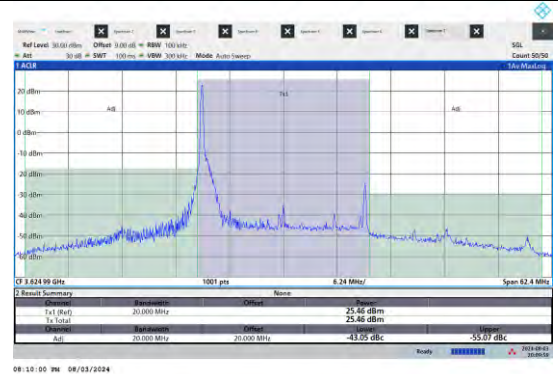 Ref Level 30.00 dBm Offset 0.00 dB RBW 100 kHz SGL
Att 30 dB SWT 100 ms VBW 300 kHz Mode Auto Sweep Count 50/50
1 ACLR 1Av MaxLog
Adj Tx1 Adj
20 dBm
10 dBm
0 dBm
-10 dBm
-20 dBm
-30 dBm
-40 dBm
-50 dBm
-60 dBm
CF 3.62499 GHz 1001 pts 6.24 MHz/ Span 62.4 MHz
2 Result Summary None
Channel Bandwidth Offset Power
Tx1 (Ref) 20.000 MHz 25.46 dBm
Tx Total 25.46 dBm
Channel Bandwidth Offset Lower Upper
Adj 20.000 MHz 20.000 MHz -43.05 dBc -55.07 dBc
Ready
08:10:00 PM 08/03/2024